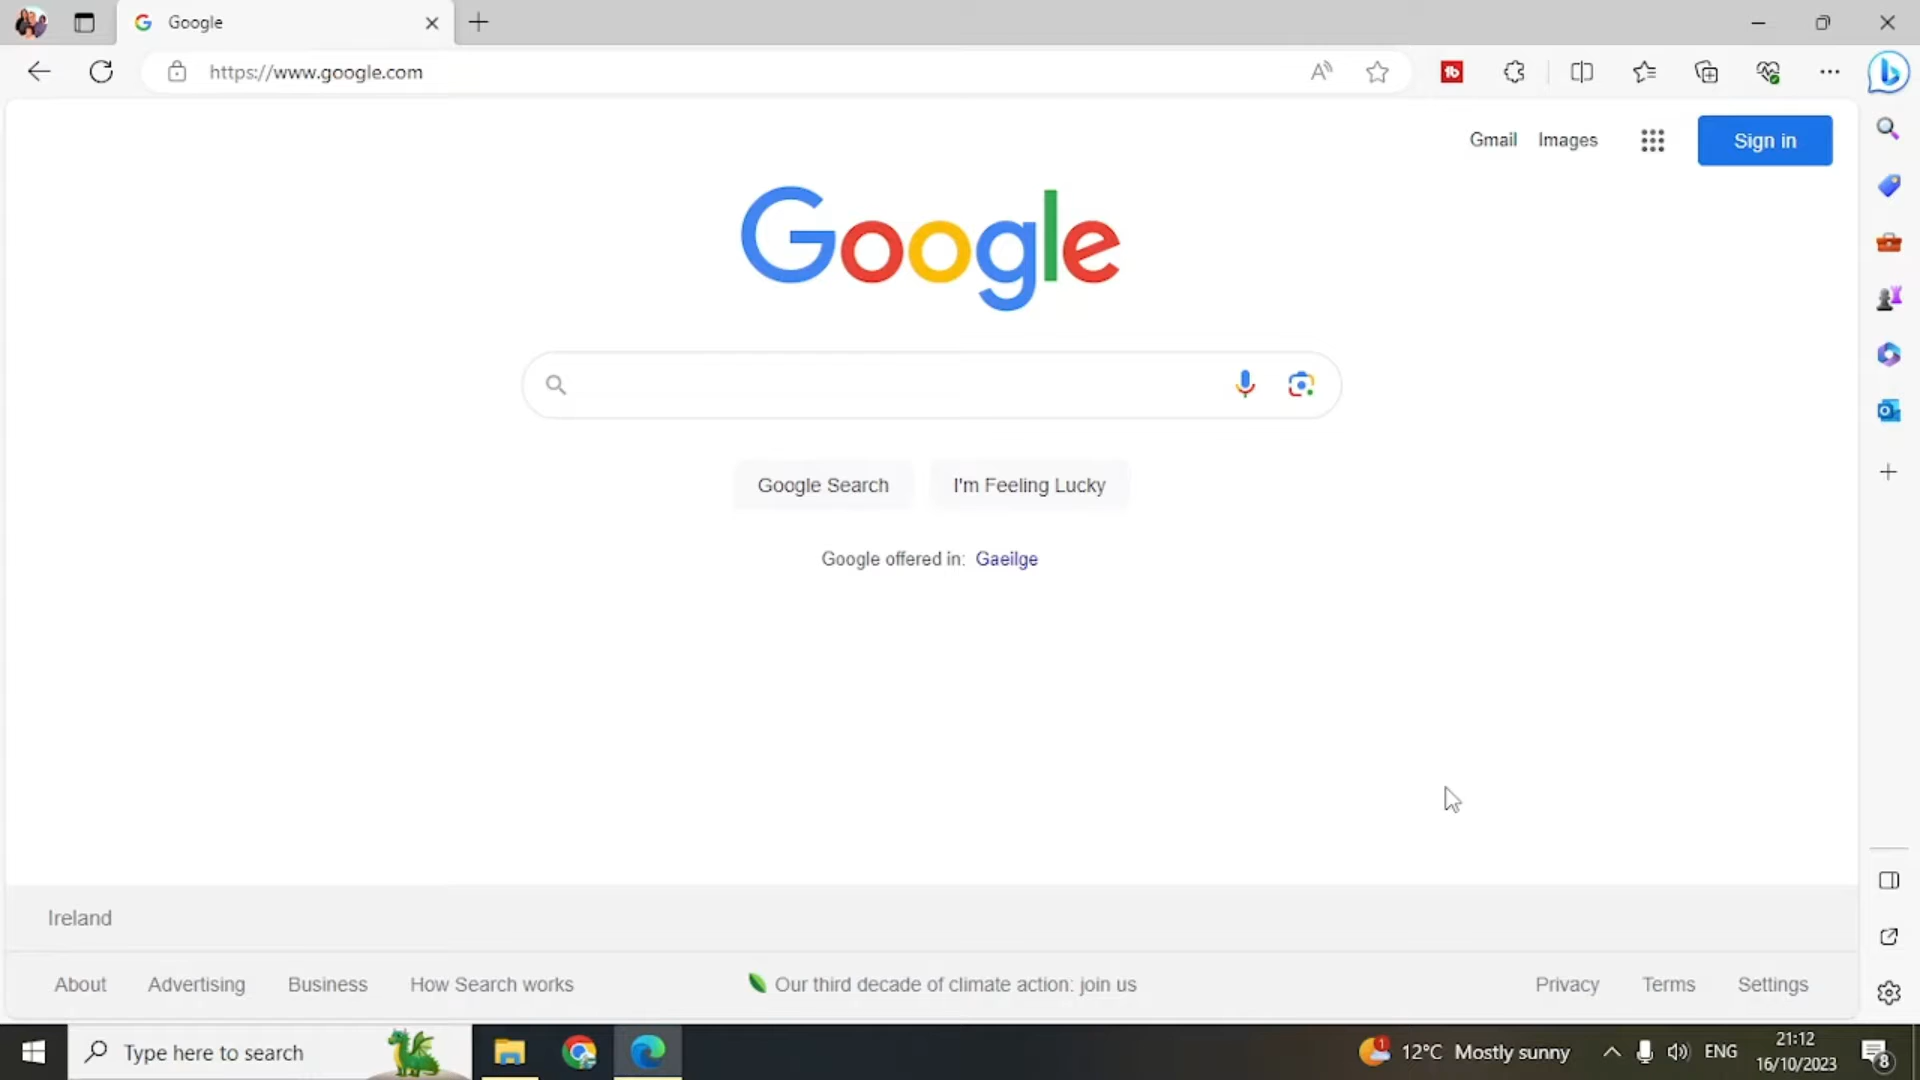 Google
https://www.google.com
Gmail Images Sign in
Google
Google Search I'm Feeling Lucky
Google offered in: Gaeilge
Ireland
About Advertising Business How Search works Our third decade of climate action: join us Privacy Terms Settings
Type here to search 1 12°C Mostly sunny ENG 21:12
16/10/2023 8